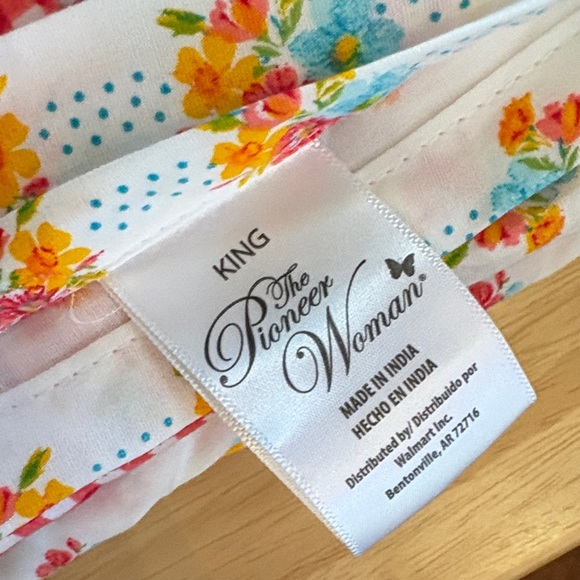 KING
The
Pioneer
Woman®
MADE IN INDIA
HECHO EN INDIA
Distributed by/ Distribuido por
Walmart Inc.
Bentonville, AR 72716